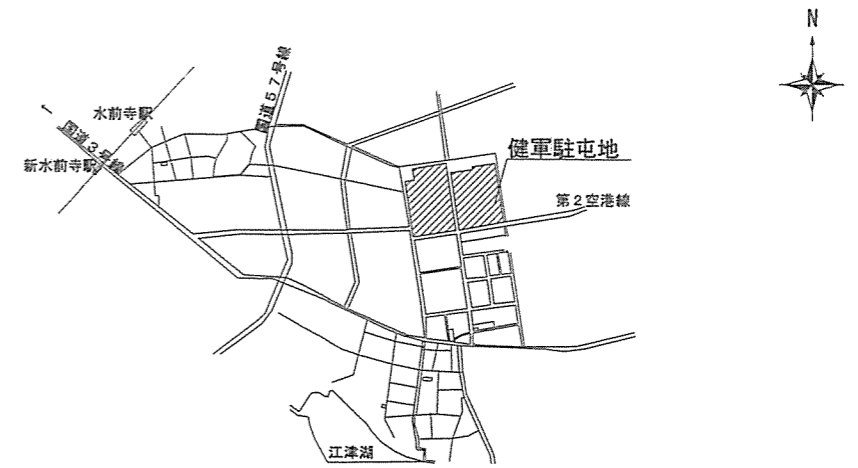 N
国道57号線
水前寺駅
国道3号線
新水前寺駅
健軍駐屯地
第2空港線
江津湖